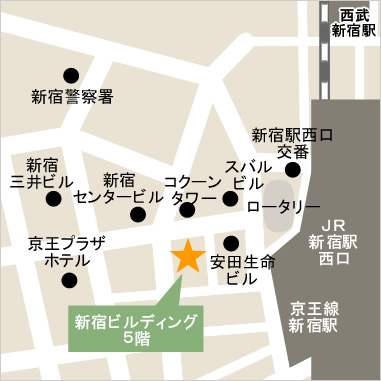 西武
新宿駅
新宿警察署
新宿駅西口
交番
新宿
三井ビル
新宿
センタービル
コクーン
タワー
スバル
ビル
ロータリー
JR
新宿駅
西口
京王プラザ
ホテル
安田生命
ビル
京王線
新宿駅
新宿ビルディング
5階